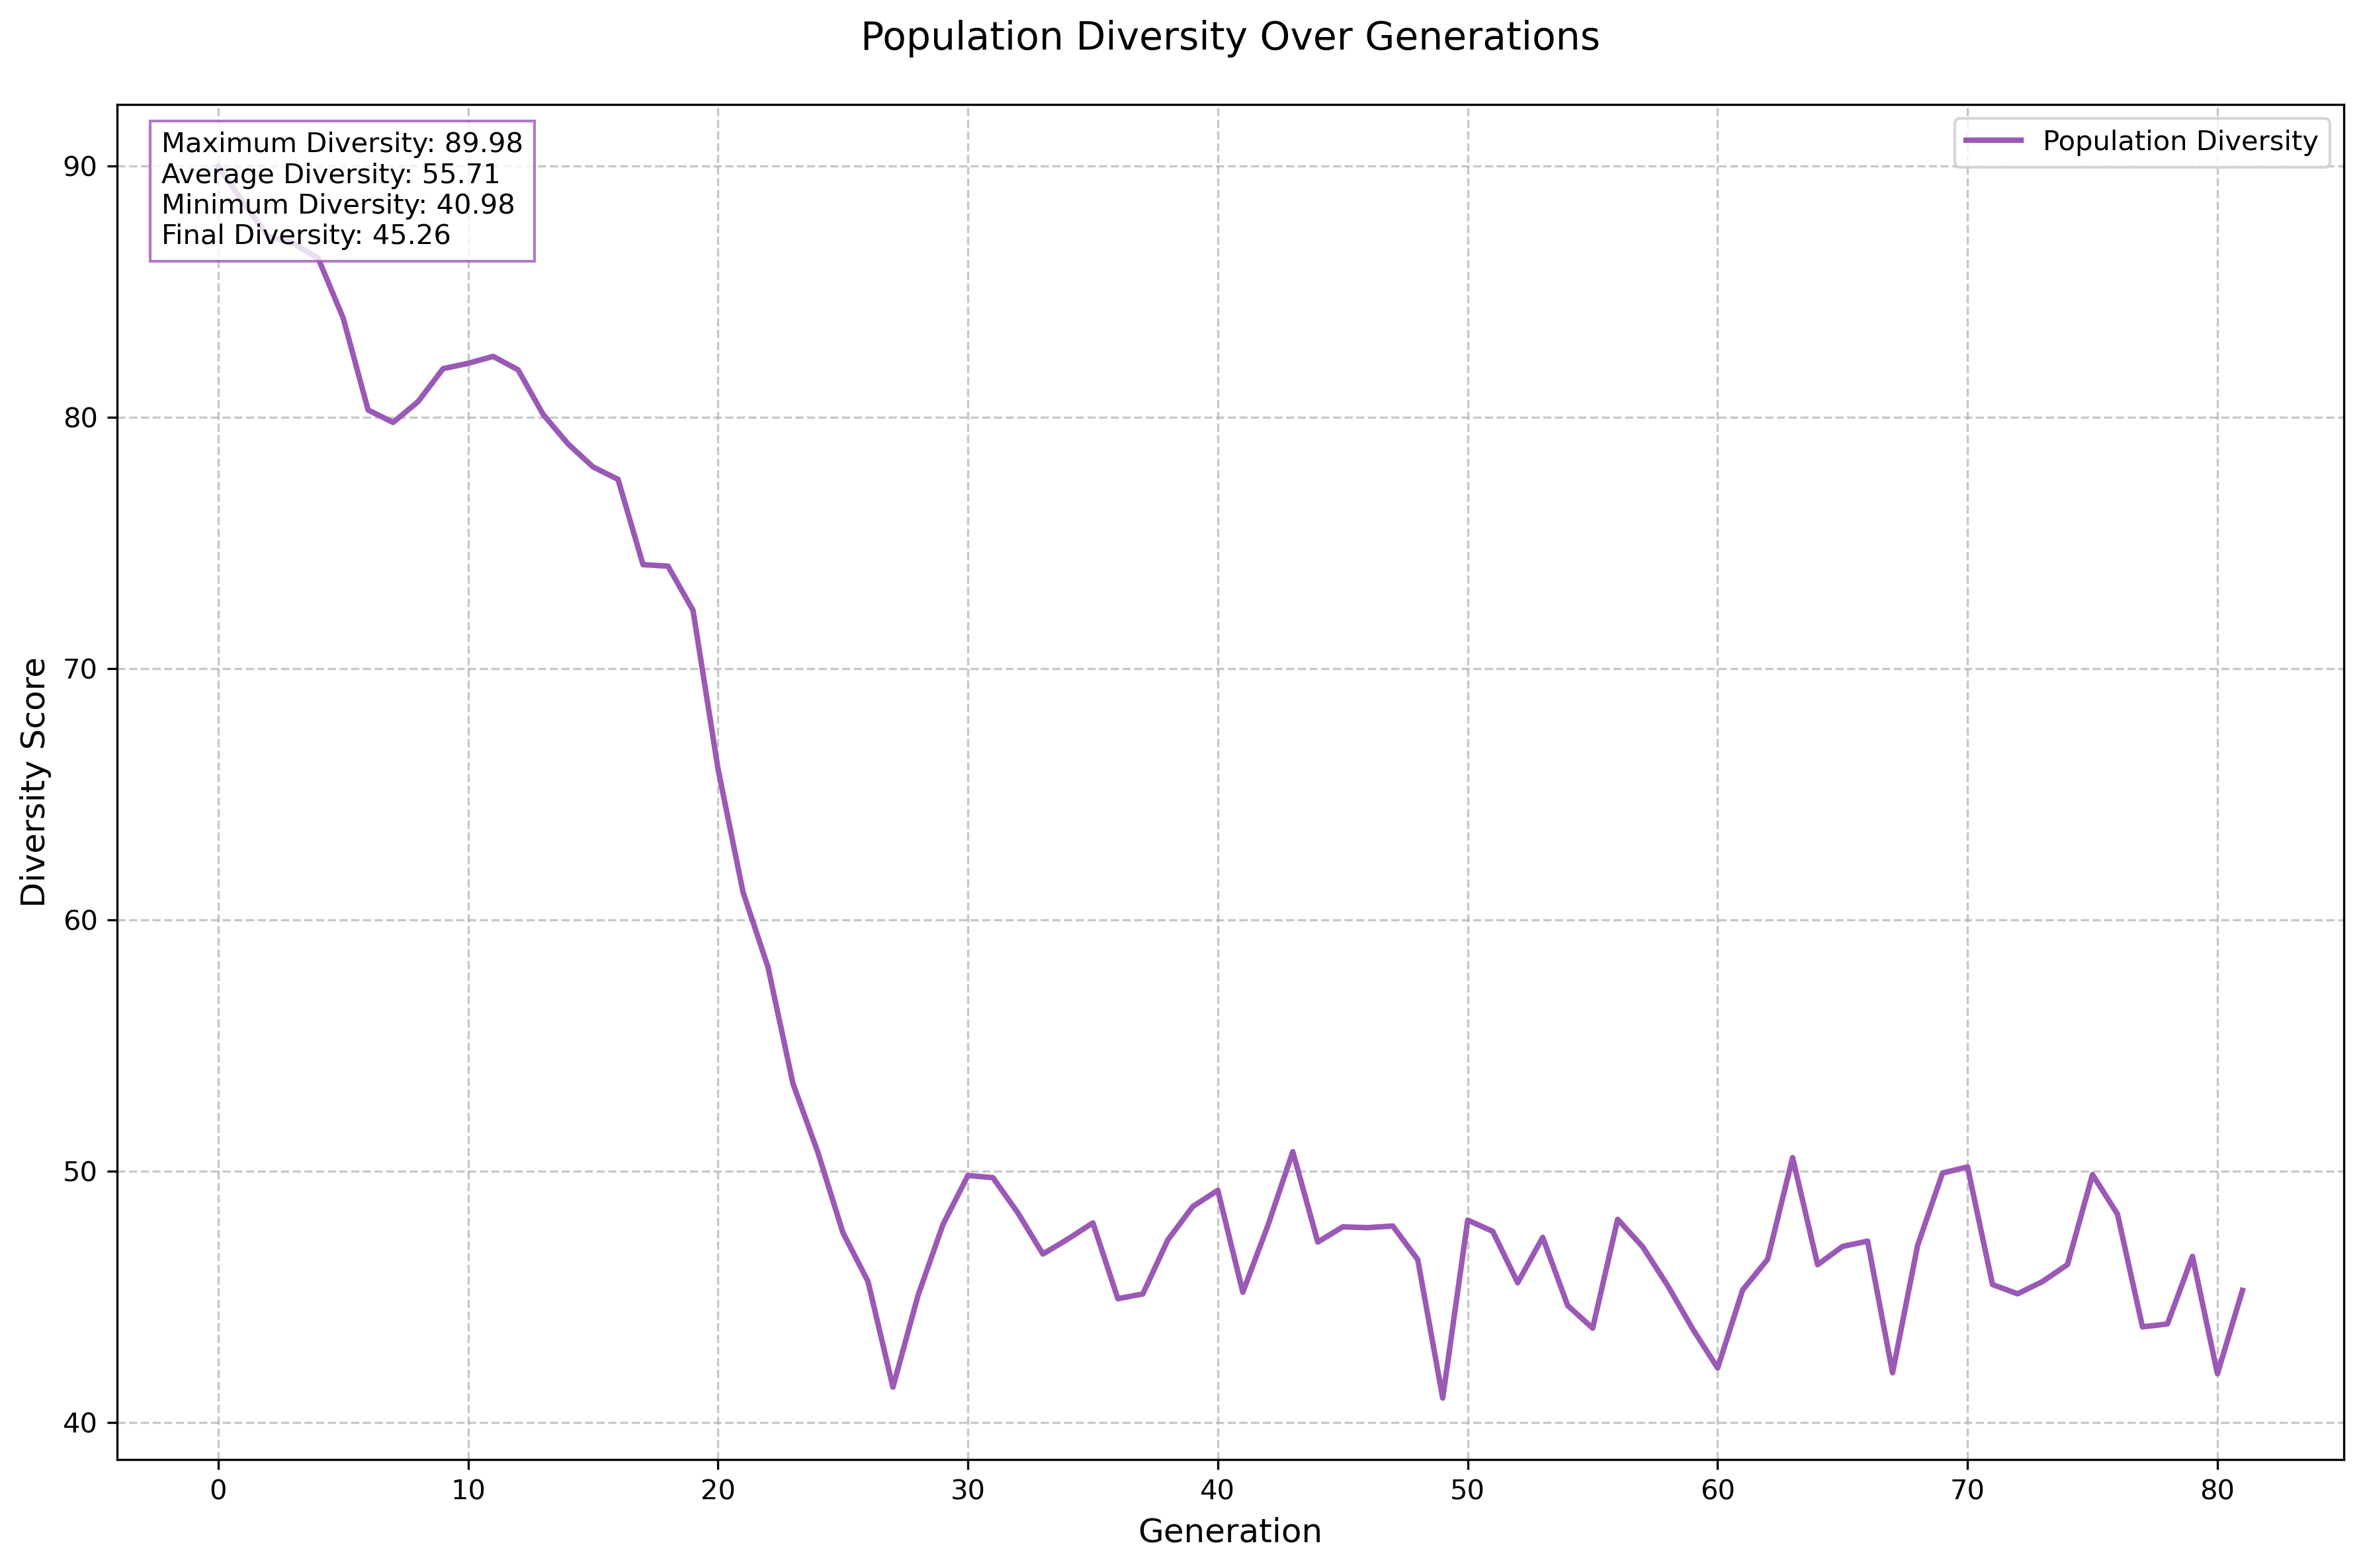 Population Diversity Over Generations
Maximum Diversity: 89.98
Average Diversity: 55.71
Minimum Diversity: 40.98
Final Diversity: 45.26
Population Diversity
90
80
70
60
50
40
Diversity Score
0 10 20 30 40 50 60 70 80
Generation